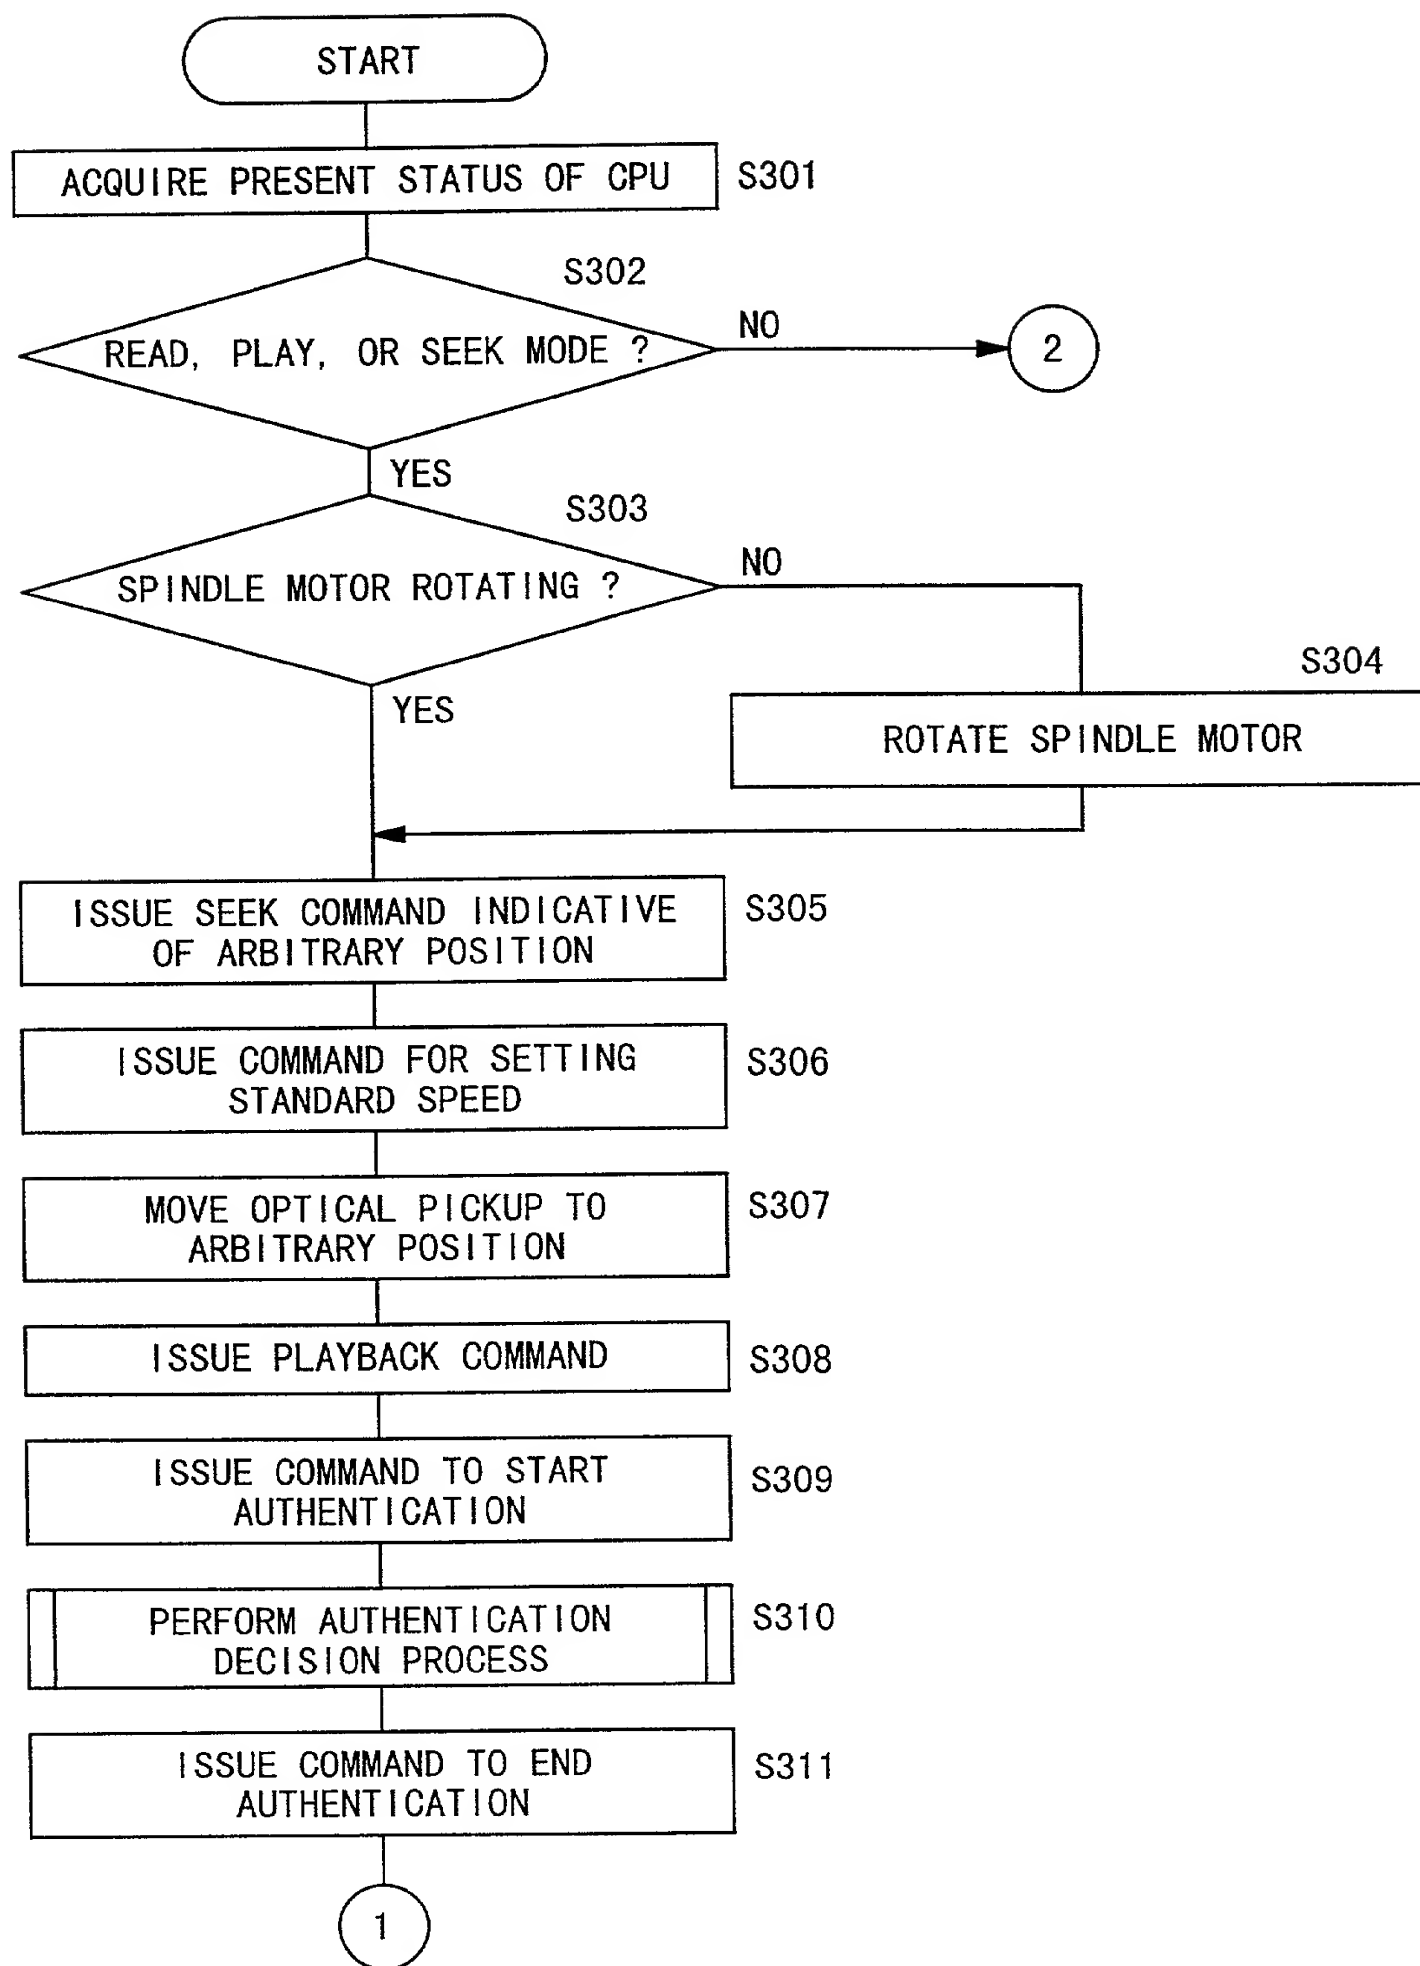 START
ACQUIRE PRESENT STATUS OF CPU
S301
S302
READ, PLAY, OR SEEK MODE ?
NO
2
YES
S303
SPINDLE MOTOR ROTATING ?
NO
S304
YES
ROTATE SPINDLE MOTOR
ISSUE SEEK COMMAND INDICATIVE
OF ARBITRARY POSITION
S305
ISSUE COMMAND FOR SETTING
STANDARD SPEED
S306
MOVE OPTICAL PICKUP TO
ARBITRARY POSITION
S307
ISSUE PLAYBACK COMMAND
S308
ISSUE COMMAND TO START
AUTHENTICATION
S309
PERFORM AUTHENTICATION
DECISION PROCESS
S310
ISSUE COMMAND TO END
AUTHENTICATION
S311
1